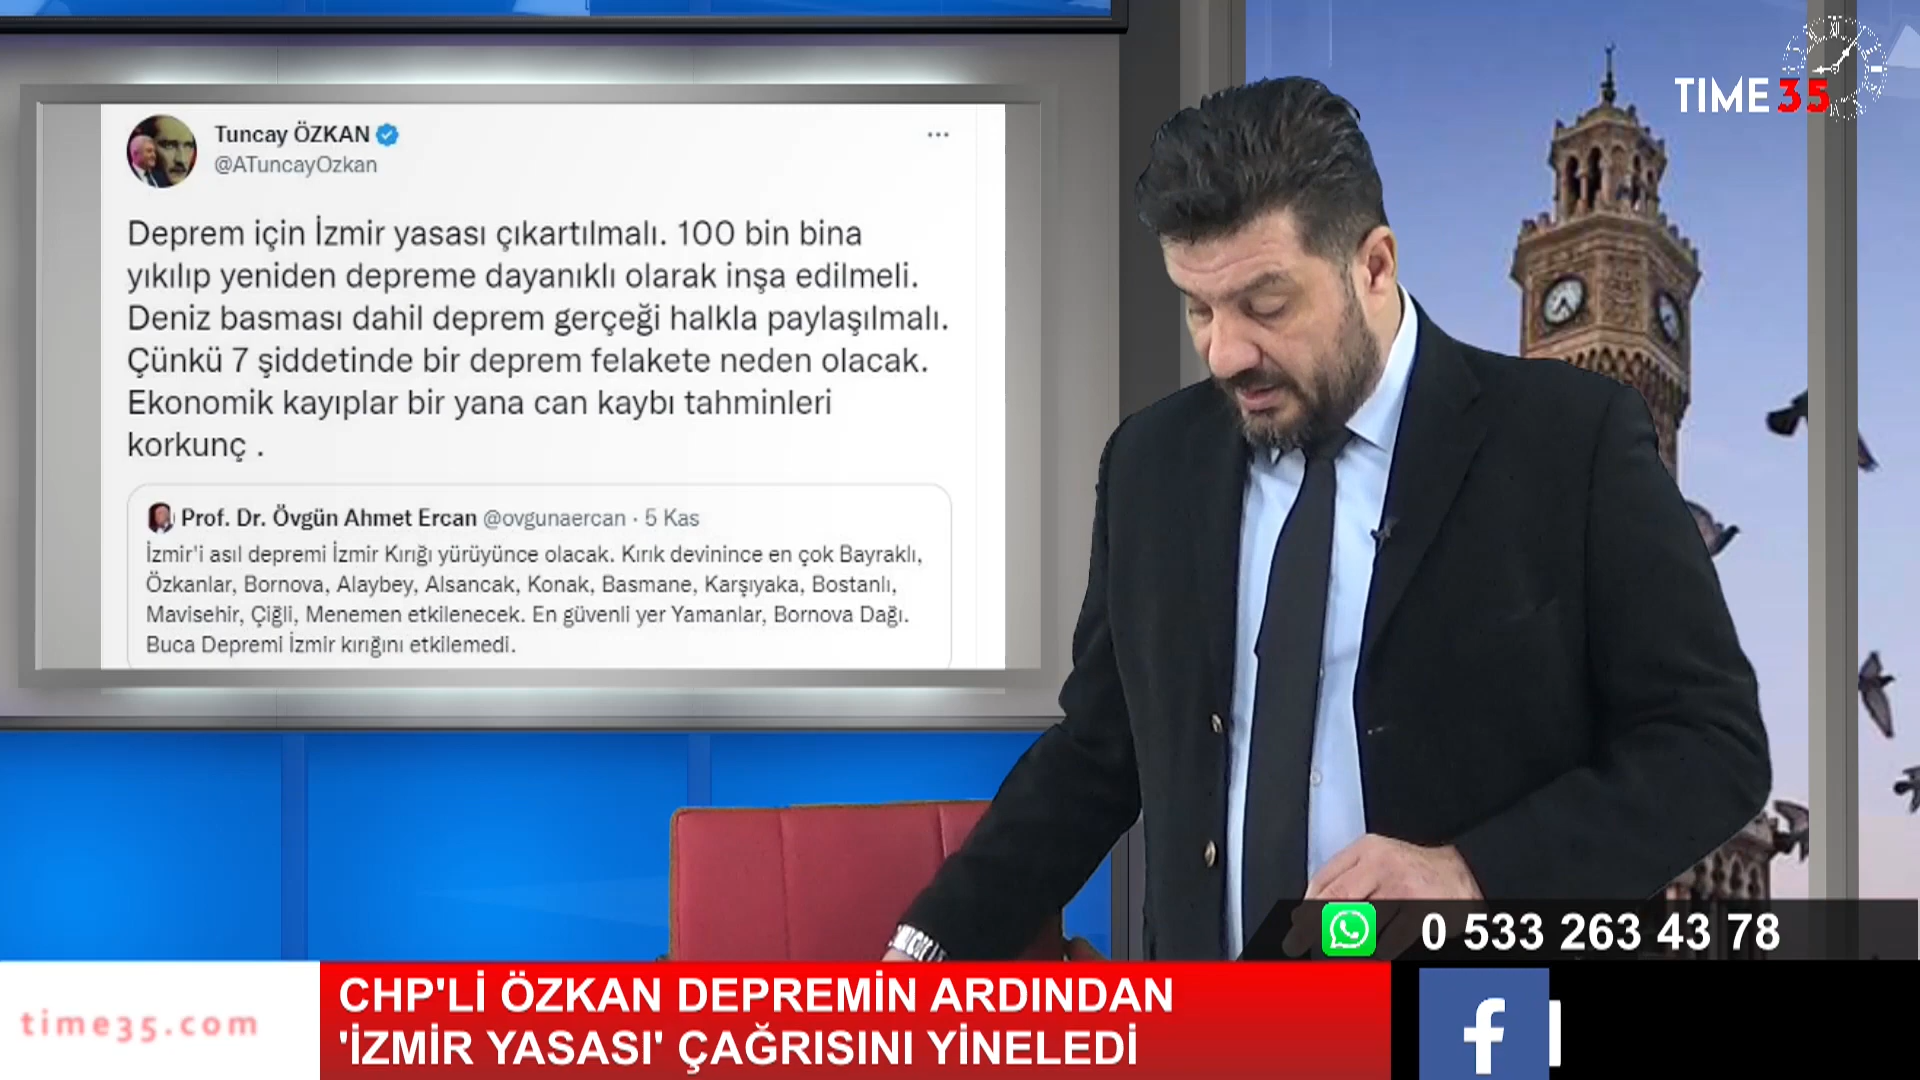 TIME 35
Tuncay ÖZKAN
@ATuncayOzkan
Deprem için İzmir yasası çıkartılmalı. 100 bin bina
yıkılıp yeniden depreme dayanıklı olarak inşa edilmeli.
Deniz basması dahil deprem gerçeği halkla paylaşılmalı.
Çünkü 7 şiddetinde bir deprem felakete neden olacak.
Ekonomik kayıplar bir yana can kaybı tahminleri
korkunç .
Prof. Dr. Övgün Ahmet Ercan @ovgunaercan · 5 Kas
İzmir'i asıl depremi İzmir Kırığı yürüyünce olacak. Kırık devinince en çok Bayraklı,
Özkanlar, Bornova, Alaybey, Alsancak, Konak, Basmane, Karşıyaka, Bostanlı,
Mavisehir, Çiğli, Menemen etkilenecek. En güvenli yer Yamanlar, Bornova Dağı.
Buca Depremi İzmir kırığını etkilemedi.
0 533 263 43 78
time35.com
CHP'Lİ ÖZKAN DEPREMİN ARDINDAN
'İZMİR YASASI' ÇAĞRISINI YİNELEDİ
f